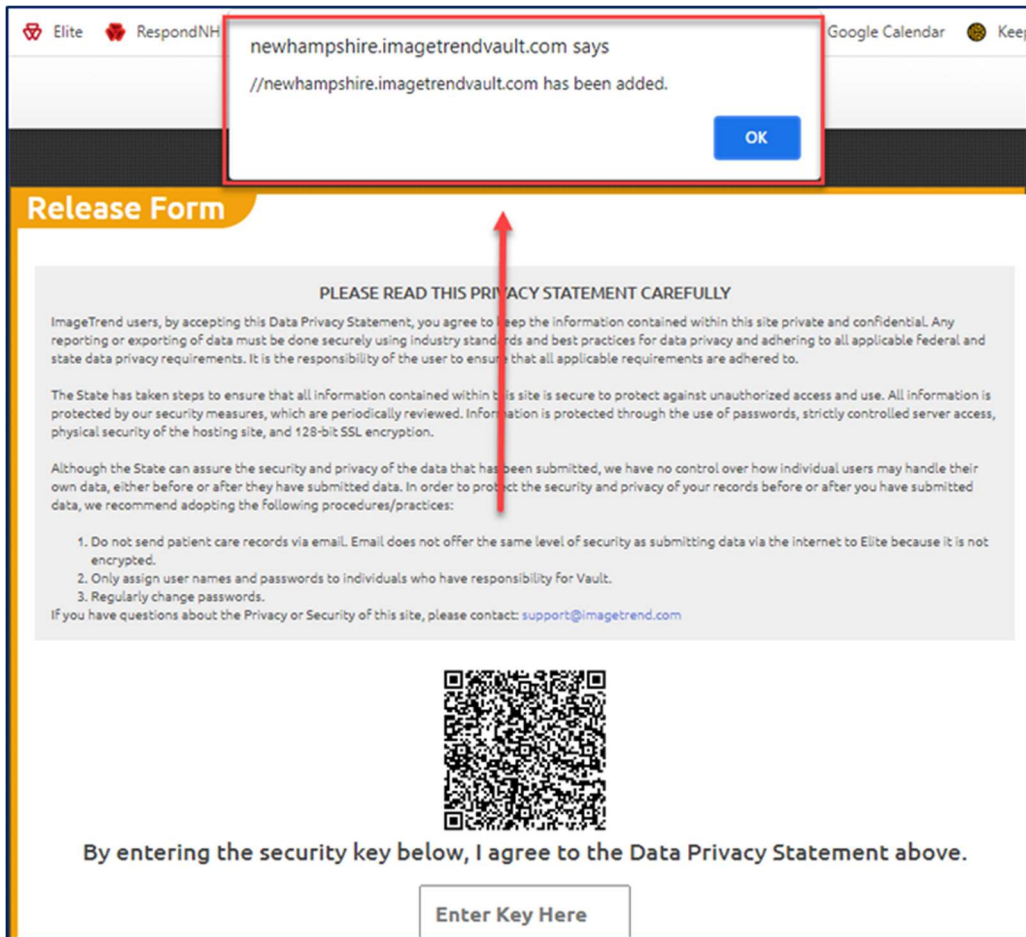 Elite RespondNH Google Calendar Keep
newhampshire.imagetrendvault.com says
//newhampshire.imagetrendvault.com has been added.
OK
Release Form
PLEASE READ THIS PRIVACY STATEMENT CAREFULLY
ImageTrend users, by accepting this Data Privacy Statement, you agree to keep the information contained within this site private and confidential. Any
reporting or exporting of data must be done securely using industry standards and best practices for data privacy and adhering to all applicable federal and
state data privacy requirements. It is the responsibility of the user to ensure that all applicable requirements are adhered to.
The State has taken steps to ensure that all information contained within this site is secure to protect against unauthorized access and use. All information is
protected by our security measures, which are periodically reviewed. Information is protected through the use of passwords, strictly controlled server access,
physical security of the hosting site, and 128-bit SSL encryption.
Although the State can assure the security and privacy of the data that has been submitted, we have no control over how individual users may handle their
own data, either before or after they have submitted data. In order to protect the security and privacy of your records before or after you have submitted
data, we recommend adopting the following procedures/practices:
1. Do not send patient care records via email. Email does not offer the same level of security as submitting data via the internet to Elite because it is not
encrypted.
2. Only assign user names and passwords to individuals who have responsibility for Vault.
3. Regularly change passwords.
If you have questions about the Privacy or Security of this site, please contact: support@imagetrend.com
By entering the security key below, I agree to the Data Privacy Statement above.
Enter Key Here